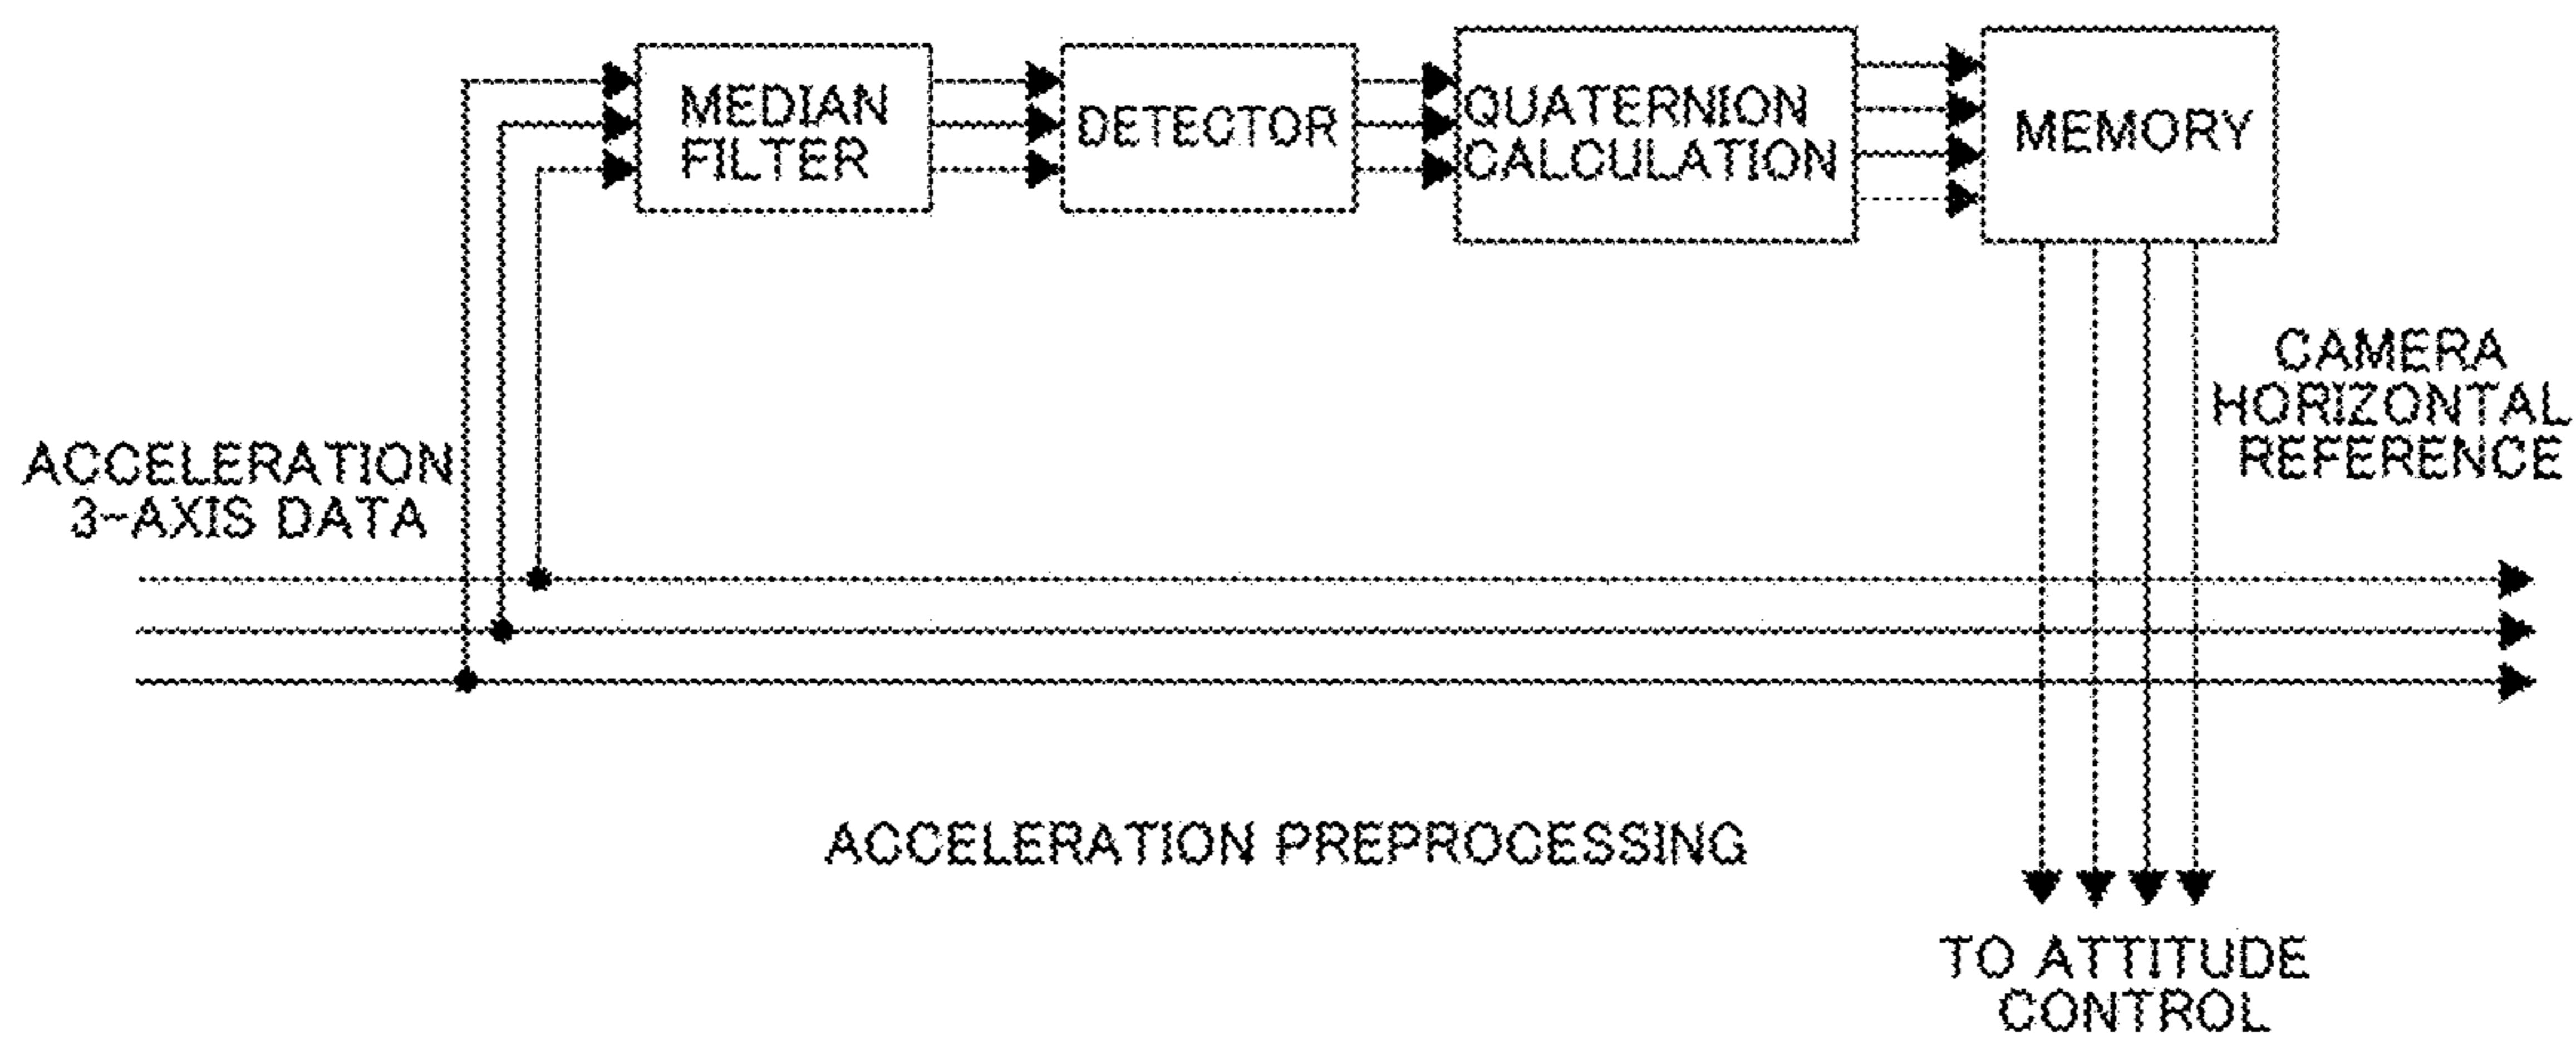 MEDIAN
FILTER
DETECTOR
QUATERNION
CALCULATION
MEMORY
CAMERA
HORIZONTAL
REFERENCE
ACCELERATION
3-AXIS DATA
ACCELERATION PREPROCESSING
TO ATTITUDE
CONTROL